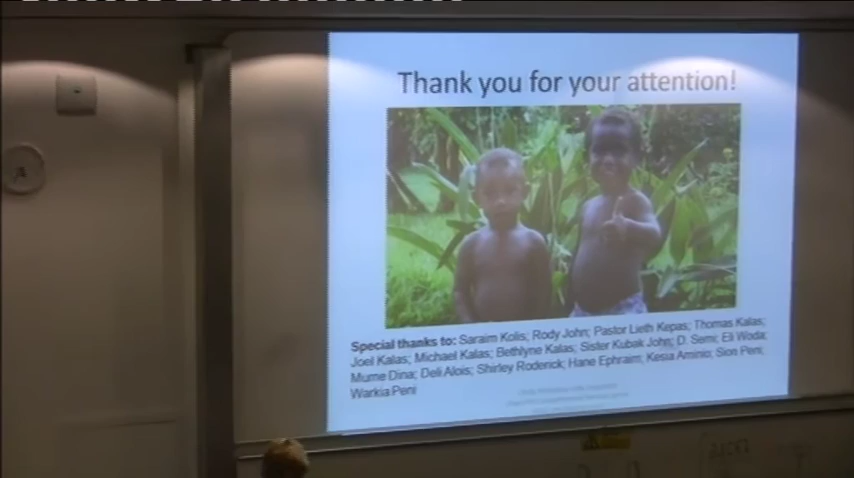 Thank you for your attention!
Special thanks to: Saraim Kolis; Rody John; Pastor Lieth Kepas; Thomas Kalas;
Joel Kalas; Michael Kalas; Bethlyne Kalas; Sister Kubak John; D. Semi; Eli Woda;
Mume Dina; Deli Alois; Shirley Roderick; Hane Ephraim; Kesia Aminio; Sion Peni;
Warkia Peni